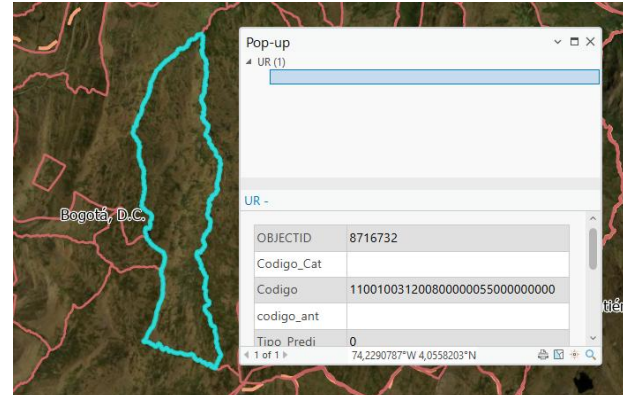 Pop-up
UR (1)
UR -
Bogotá, D.C.
OBJECTID 8716732
Codigo_Cat
Codigo 110010031200800000055000000000
codigo_ant
Tipo_Predi 0
1 of 1 74,2290787°W 4,0558203°N